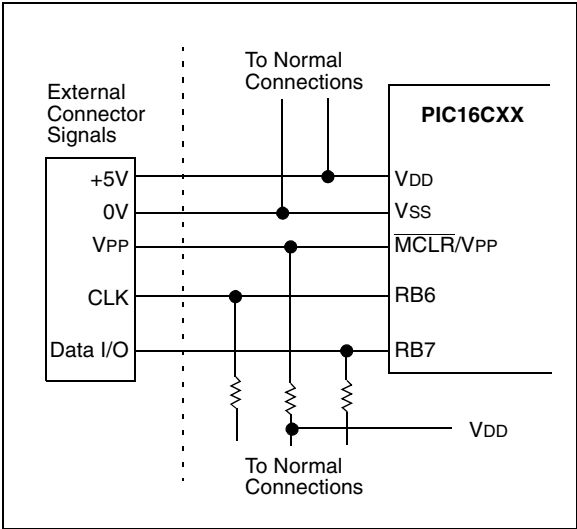 To Normal
Connections
External
Connector
Signals
PIC16CXX
+5V
VDD
0V
VSS
VPP
MCLR/VPP
CLK
RB6
Data I/O
RB7
VDD
To Normal
Connections